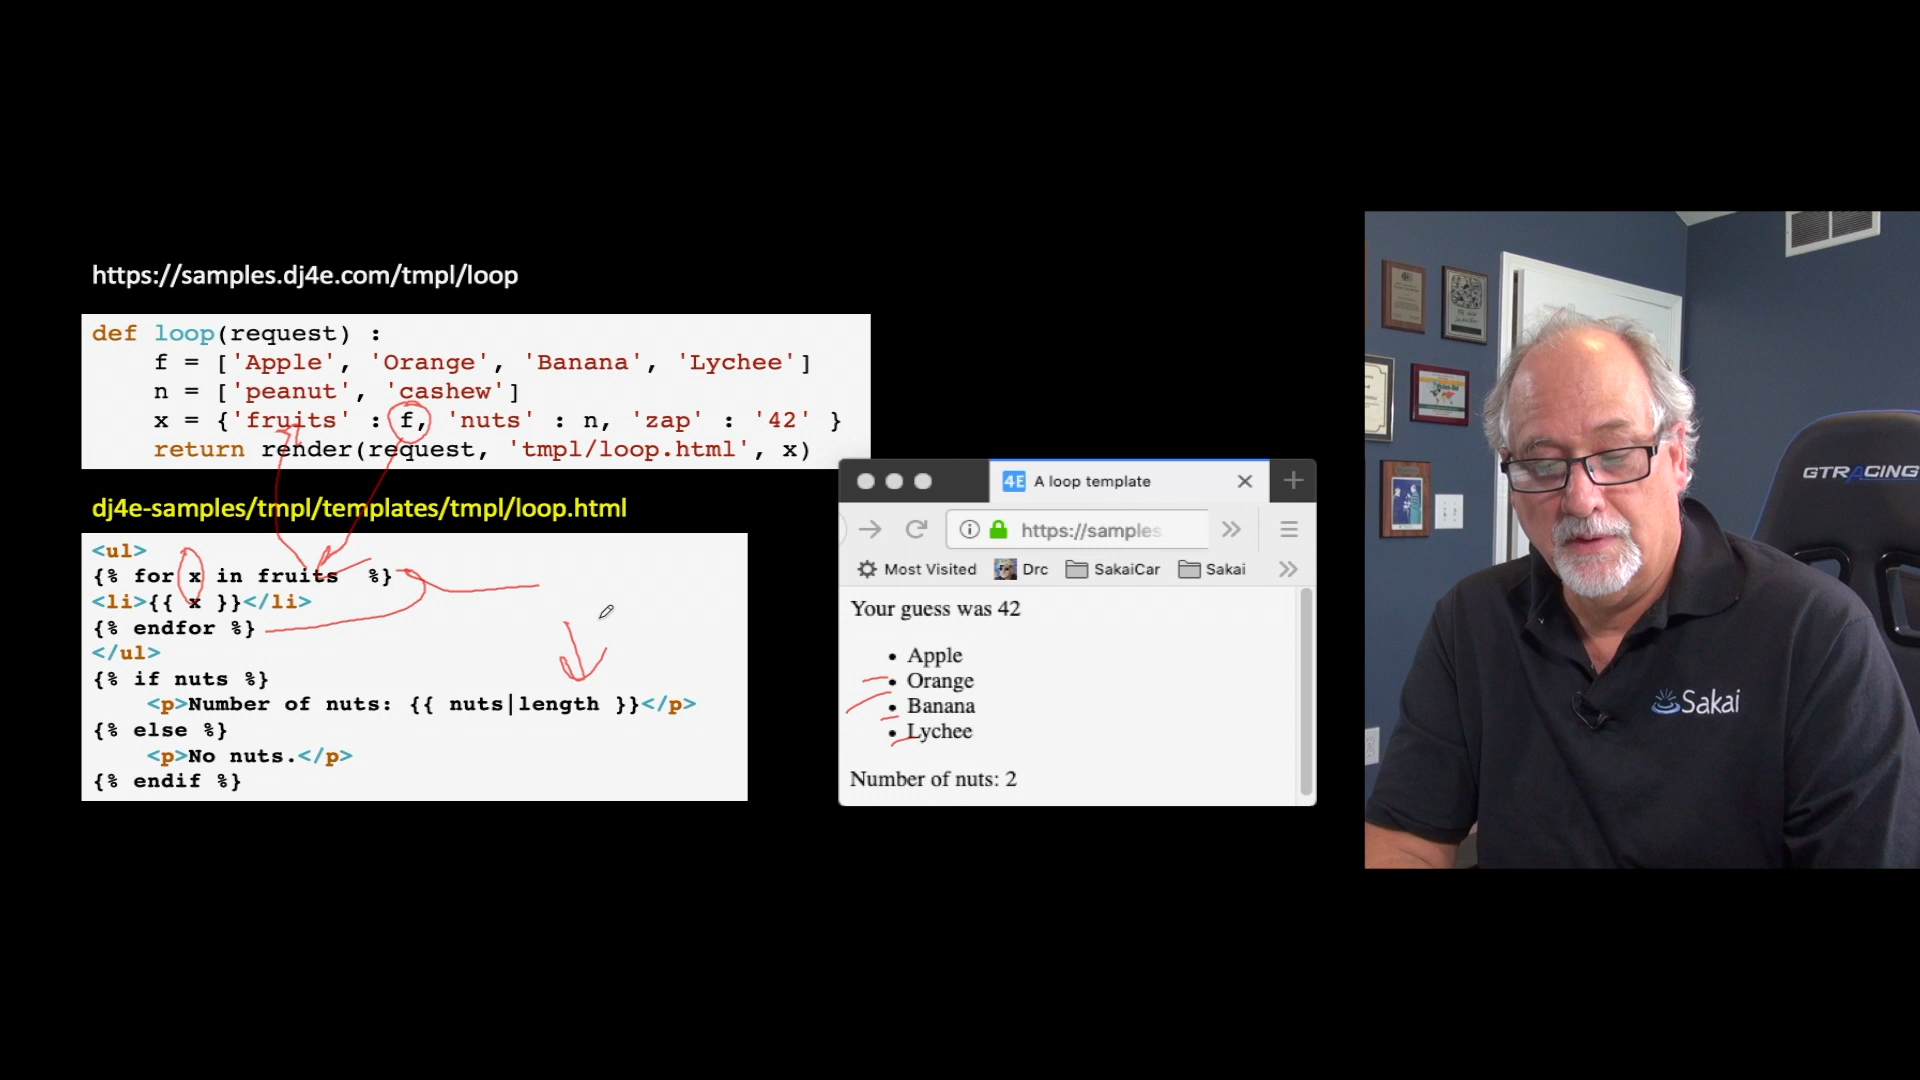 https://samples.dj4e.com/tmpl/loop
def loop(request) :
    f = ['Apple', 'Orange', 'Banana', 'Lychee']
    n = ['peanut', 'cashew']
    x = {'fruits' : f, 'nuts' : n, 'zap' : '42' }
    return render(request, 'tmpl/loop.html', x)
dj4e-samples/tmpl/templates/tmpl/loop.html
<ul>
{% for x in fruits  %}
<li>{{ x }}</li>
{% endfor %}
</ul>
{% if nuts %}
    <p>Number of nuts: {{ nuts|length }}</p>
{% else %}
    <p>No nuts.</p>
{% endif %}
4E A loop template
https://samples
Most Visited Drc SakaiCar Sakai
Your guess was 42
• Apple
• Orange
• Banana
• Lychee
Number of nuts: 2
GTRACING
Sakai